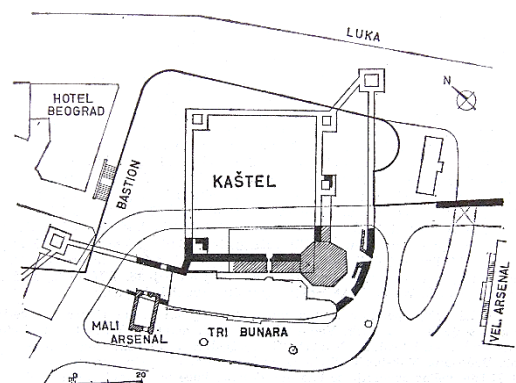 LUKA
N
HOTEL
BEOGRAD
BASTION
KAŠTEL
MALI
ARSENAL
TRI BUNARA
VEL. ARSENAL
20